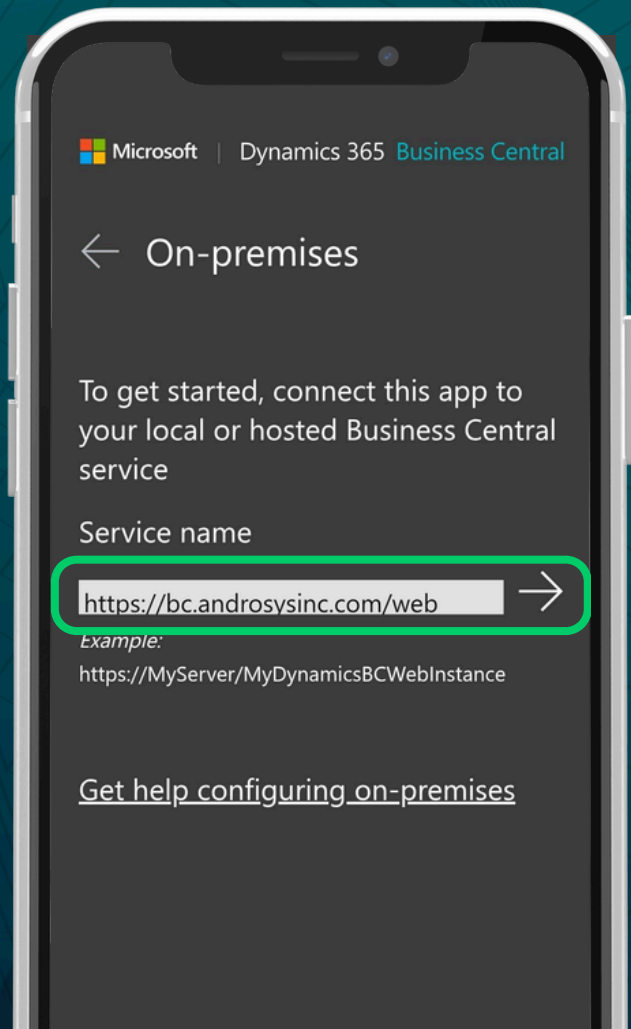 Microsoft | Dynamics 365 Business Central
On-premises
To get started, connect this app to
your local or hosted Business Central
service
Service name
https://bc.androsysinc.com/web
Example:
https://MyServer/MyDynamicsBCWebInstance
Get help configuring on-premises